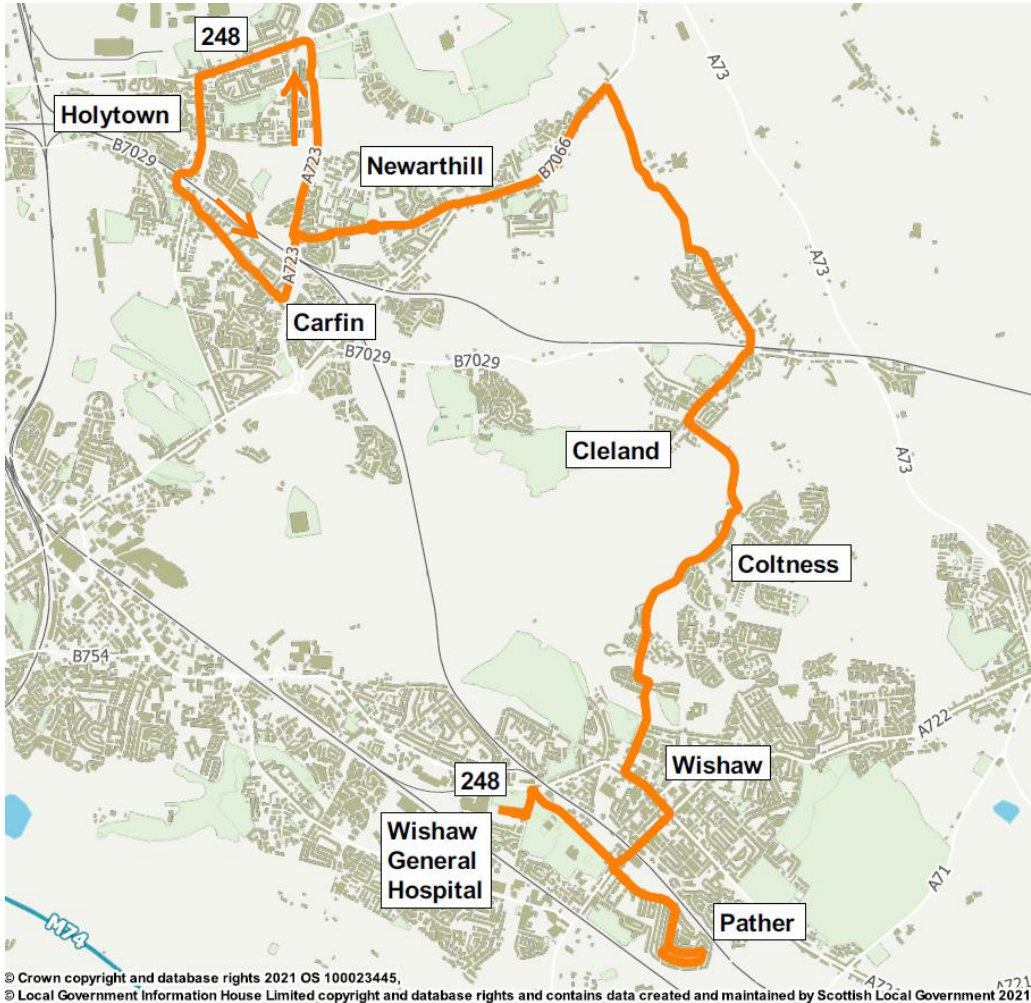 248
A73
Holytown
B7029
A723
Newarthill
B7066
A73
A723
Carfin
B7029
B7029
A73
Cleland
Coltness
B754
A722
Wishaw
248
Wishaw
General
Hospital
A71
Pather
M74
© Crown copyright and database rights 2021 OS 100023445,
© Local Government Information House Limited copyright and database rights and contains data created and maintained by Scottish Local Government